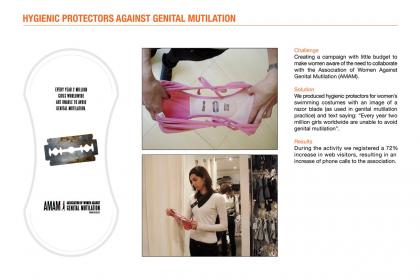 HYGIENIC PROTECTORS AGAINST GENITAL MUTILATION
EVERY YEAR 2 MILLION
GIRLS WORLDWIDE
ARE UNABLE TO AVOID
GENITAL MUTILATION.
AMAM
ASSOCIATION OF WOMEN AGAINST
GENITAL MUTILATION
Challenge
Creating a campaign with little budget to
make women aware of the need to collaborate
with the Association of Women Against
Genital Mutilation (AMAM).
Solution
We produced hygienic protectors for women's
swimming costumes with an image of a
razor blade (as used in genital mutilation
practice) and text saying: "Every year two
million girls worldwide are unable to avoid
genital mutilation".
Results
During the activity we registered a 72%
increase in web visitors, resulting in an
increase of phone calls to the association.